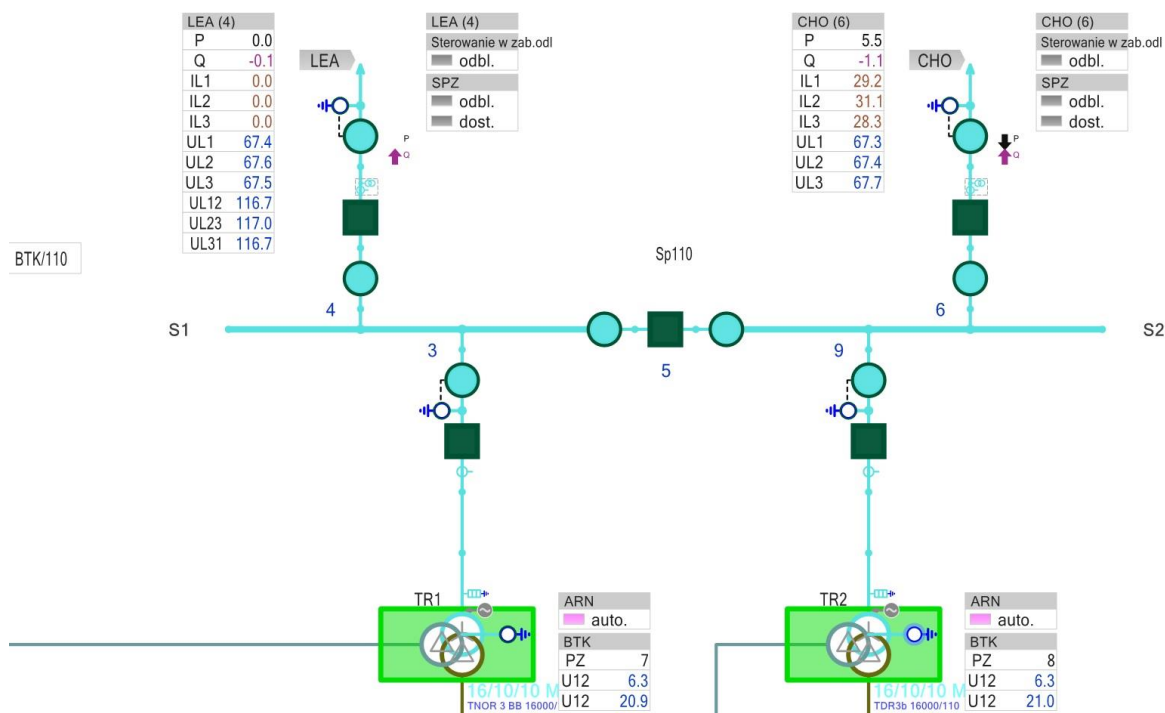 LEA (4)
P 0.0
Q -0.1
IL1 0.0
IL2 0.0
IL3 0.0
UL1 67.4
UL2 67.6
UL3 67.5
UL12 116.7
UL23 117.0
UL31 116.7
LEA
P
Q
LEA (4)
Sterowanie w zab.odl
odbl.
SPZ
odbl.
dost.
CHO (6)
P 5.5
Q -1.1
IL1 29.2
IL2 31.1
IL3 28.3
UL1 67.3
UL2 67.4
UL3 67.7
CHO
P
Q
CHO (6)
Sterowanie w zab.odl
odbl.
SPZ
odbl.
dost.
BTK/110
Sp110
4
6
S1
S2
3
5
9
TR1
16/10/10 M
TNOR 3 BB 16000/
ARN
auto.
BTK
PZ 7
U12 6.3
U12 20.9
TR2
16/10/10 M
TDR3b 16000/110
ARN
auto.
BTK
PZ 8
U12 6.3
U12 21.0